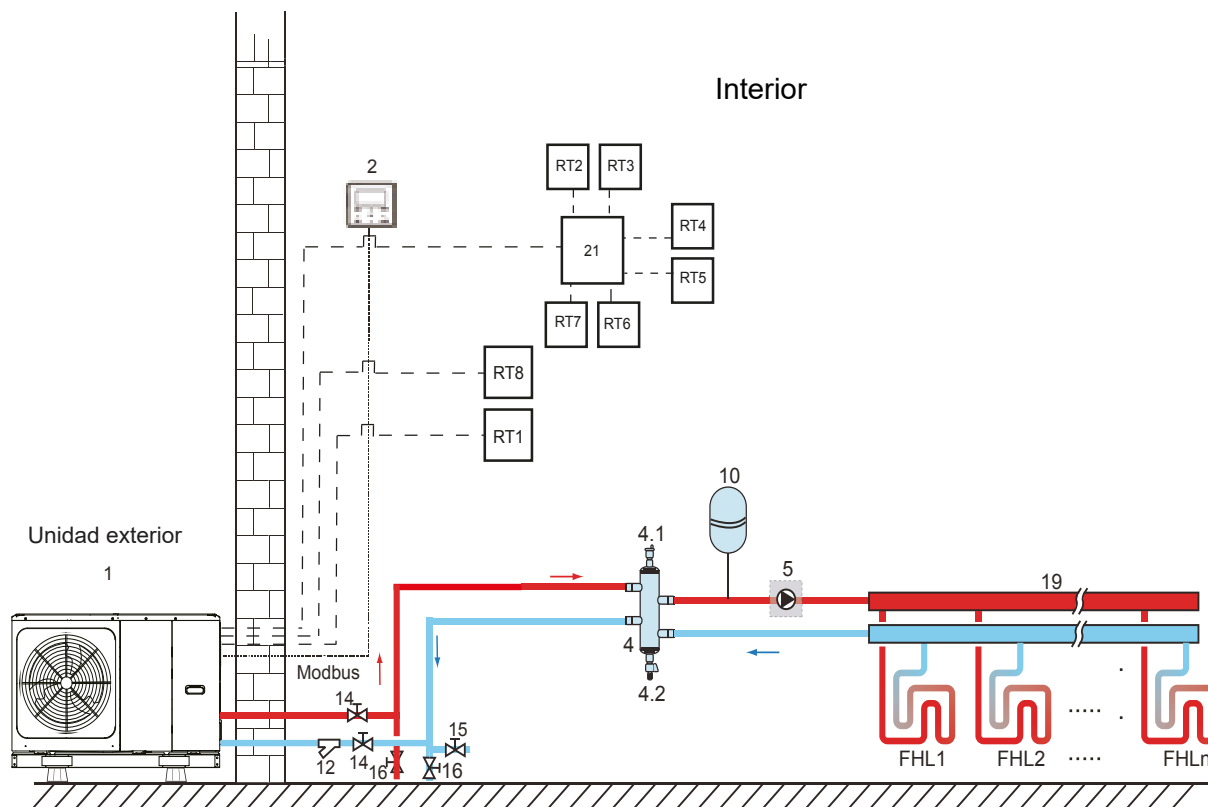 Interior
2
RT2
RT3
RT4
21
RT5
RT7
RT6
RT8
RT1
10
Unidad exterior
1
4.1
5
19
4
Modbus
4.2
14
15
12
14
16
16
FHL1
FHL2
.....
FHLn
.....